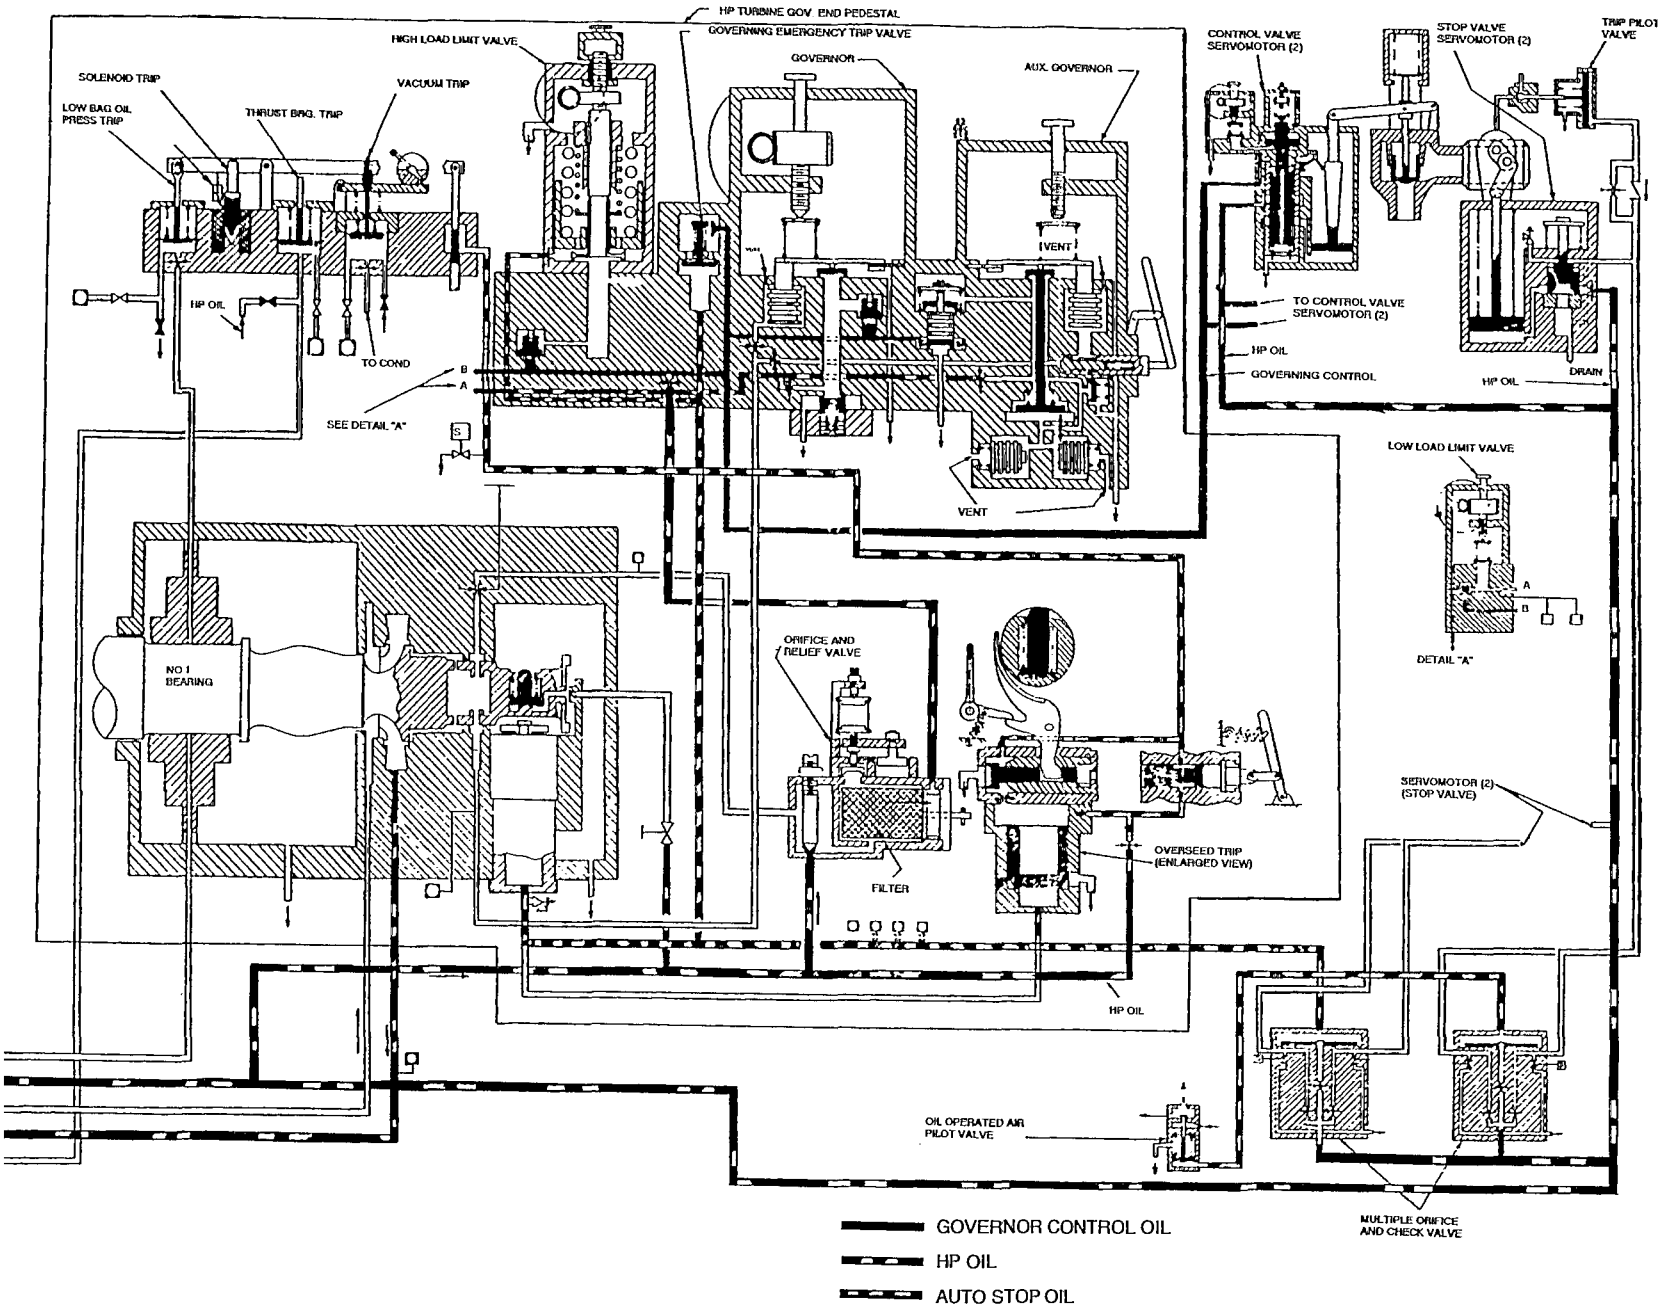 HP TURBINE GOV. END PEDESTAL
GOVERNING EMERGENCY TRIP VALVE
HIGH LOAD LIMIT VALVE
GOVERNOR
AUX. GOVERNOR
CONTROL VALVE
SERVOMOTOR (2)
STOP VALVE
SERVOMOTOR (2)
TRIP PILOT
VALVE
SOLENOID TRIP
VACUUM TRIP
LOW BAG OIL
PRESS TRIP
THRUST BAG. TRIP
VENT
HP OIL
TO COND
B
A
SEE DETAIL "A"
S
VENT
TO CONTROL VALVE
SERVOMOTOR (2)
HP OIL
GOVERNING CONTROL
DRAIN
HP OIL
LOW LOAD LIMIT VALVE
A
B
DETAIL "A"
NO 1
BEARING
ORIFICE AND
RELIEF VALVE
FILTER
OVERSEED TRIP
(ENLARGED VIEW)
SERVOMOTOR (2)
(STOP VALVE)
HP OIL
OIL OPERATED AIR
PILOT VALVE
MULTIPLE ORIFICE
AND CHECK VALVE
GOVERNOR CONTROL OIL
HP OIL
AUTO STOP OIL